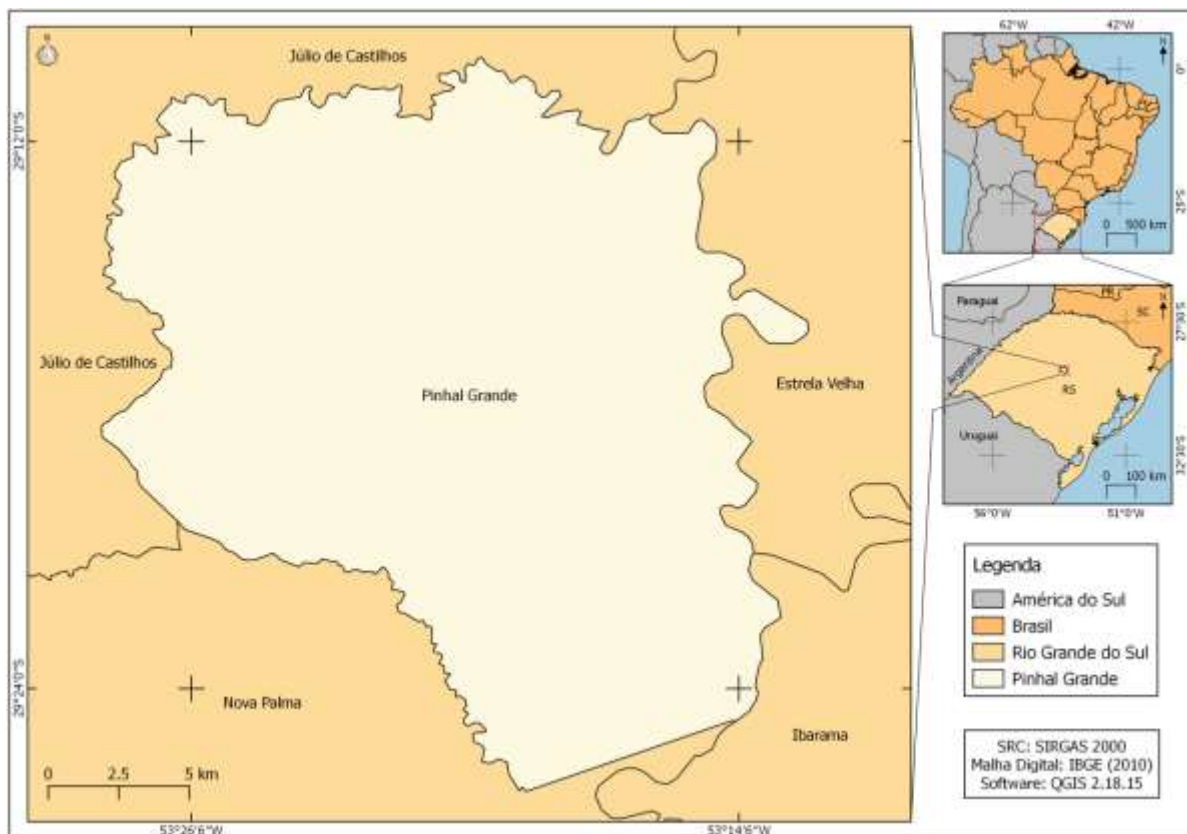 N
Júlio de Castilhos
29°12'0"S
Júlio de Castilhos
Pinhal Grande
Estrela Velha
29°24'0"S
Nova Palma
Ibarama
0 2.5 5 km
53°26'6"W 53°14'6"W
62°W 42°W
N
0°
25°S
0 500 km
Paraguai
PR
N
SC
27°30'S
Argentina
RS
Uruguai
32°30'S
0 100 km
56°0'W 51°0'W
Legenda
América do Sul
Brasil
Rio Grande do Sul
Pinhal Grande
SRC: SIRGAS 2000
Malha Digital: IBGE (2010)
Software: QGIS 2.18.15